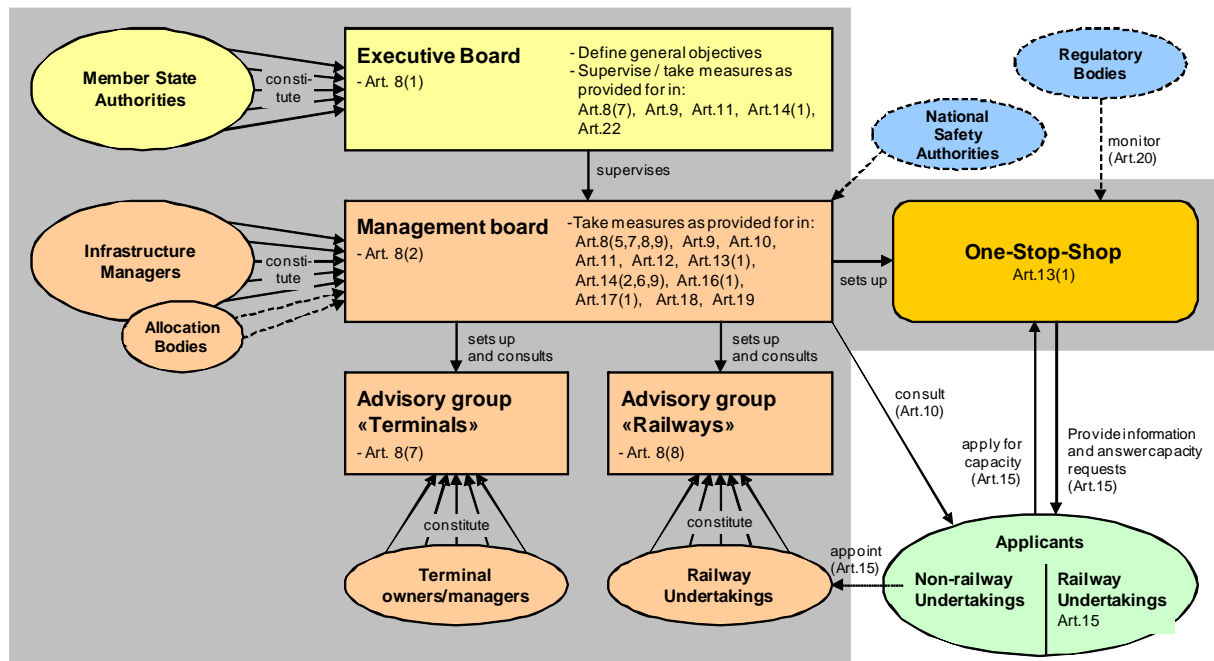 Member State
Authorities
consti-
tute
Executive Board
- Art. 8(1)
- Define general objectives
- Supervise / take measures as
provided for in:
Art.8(7), Art.9, Art.11, Art.14(1),
Art.22
Regulatory
Bodies
National
Safety
Authorities
monitor
(Art.20)
supervises
Infrastructure
Managers
consti-
tute
Allocation
Bodies
Management board
- Art. 8(2)
-Take measures as provided for in:
Art.8(5,7,8,9), Art.9, Art.10,
Art.11, Art.12, Art.13(1),
Art.14(2,6,9), Art.16(1),
Art.17(1), Art.18, Art.19
sets up
One-Stop-Shop
Art.13(1)
sets up
and consults
sets up
and consults
Advisory group
«Terminals»
- Art. 8(7)
Advisory group
«Railways»
- Art. 8(8)
consult
(Art.10)
apply for
capacity
(Art.15)
Provide information
and answer capacity
requests
(Art.15)
constitute
constitute
Terminal
owners/managers
Railway
Undertakings
appoint
(Art.15)
Applicants
Non-railway
Undertakings
Railway
Undertakings
Art.15